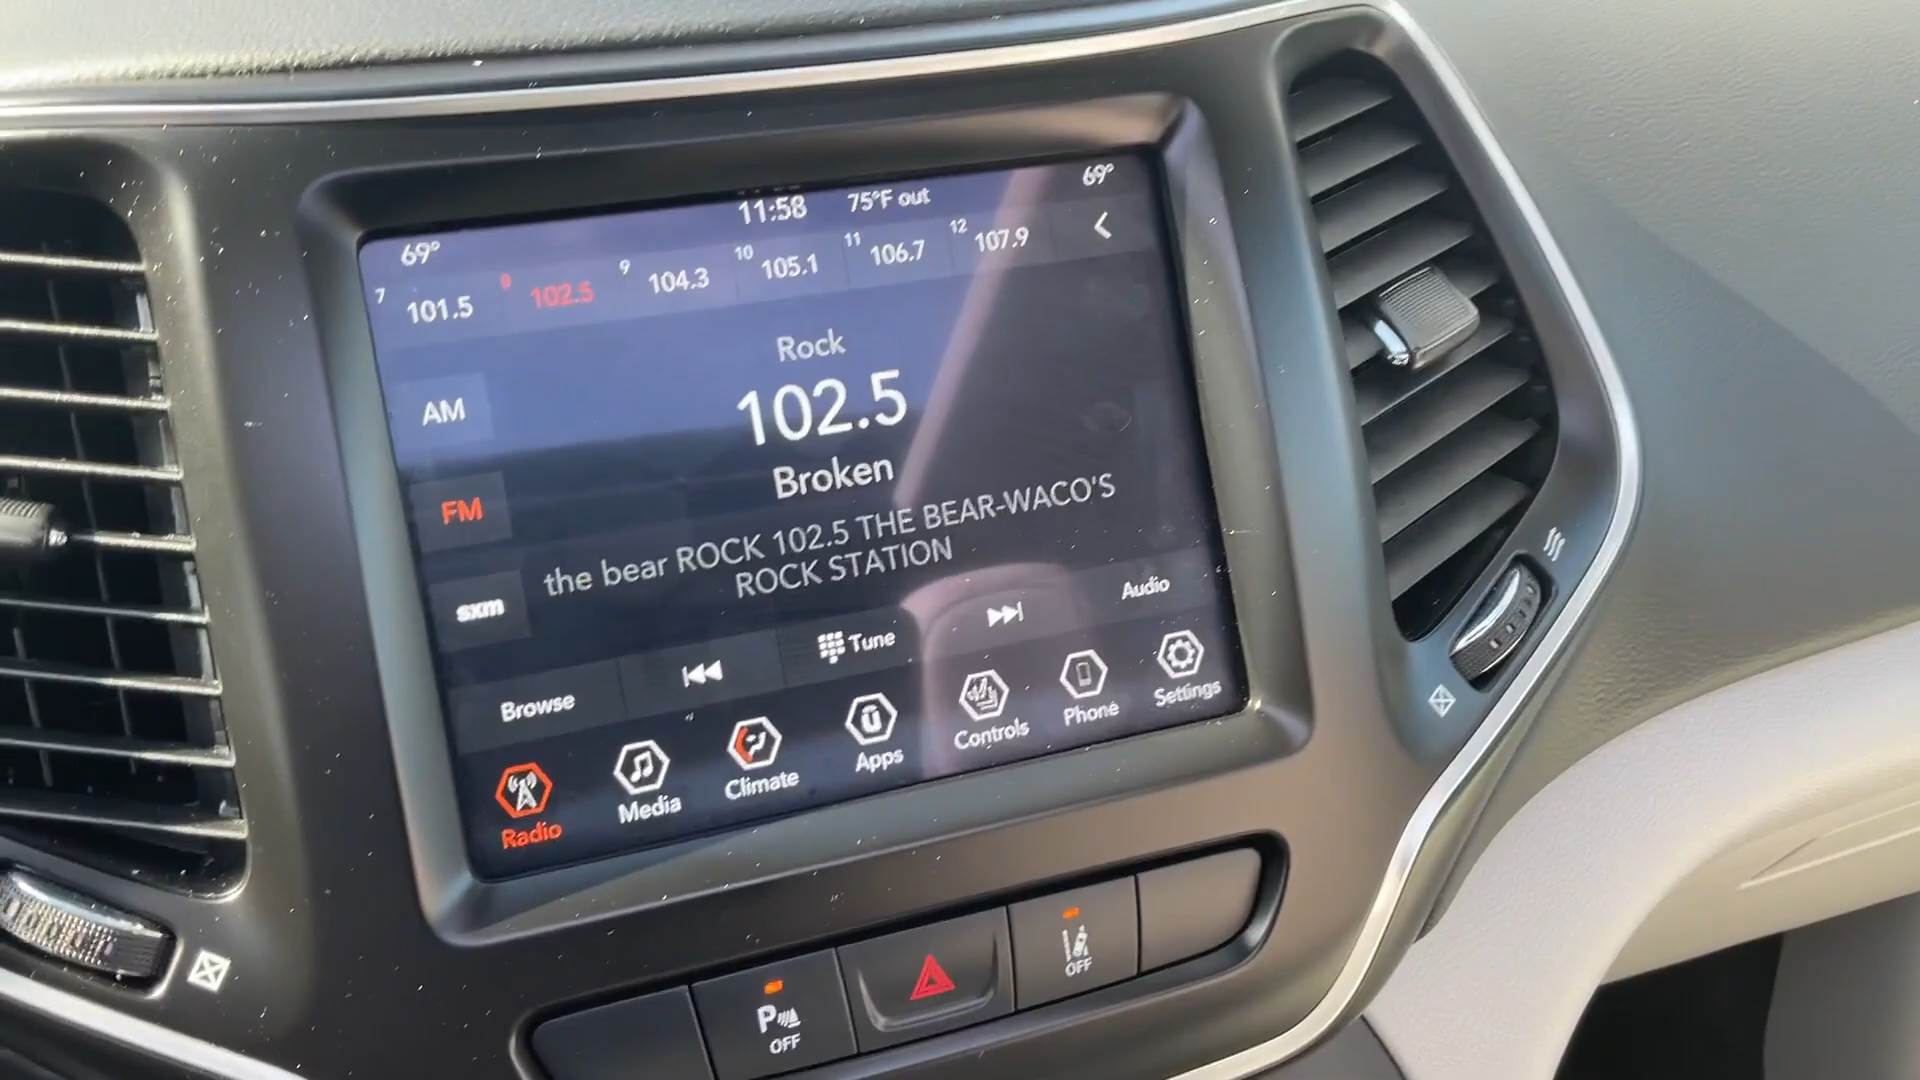 11:58 75°F out 69°
69°
7 101.5 8 102.5 9 104.3 10 105.1 11 106.7 12 107.9
Rock
AM
102.5
Broken
FM
the bear ROCK 102.5 THE BEAR-WACO'S
ROCK STATION
sxm
Browse Tune Audio
Radio Media Climate Apps Controls Phone Settings
P OFF
OFF